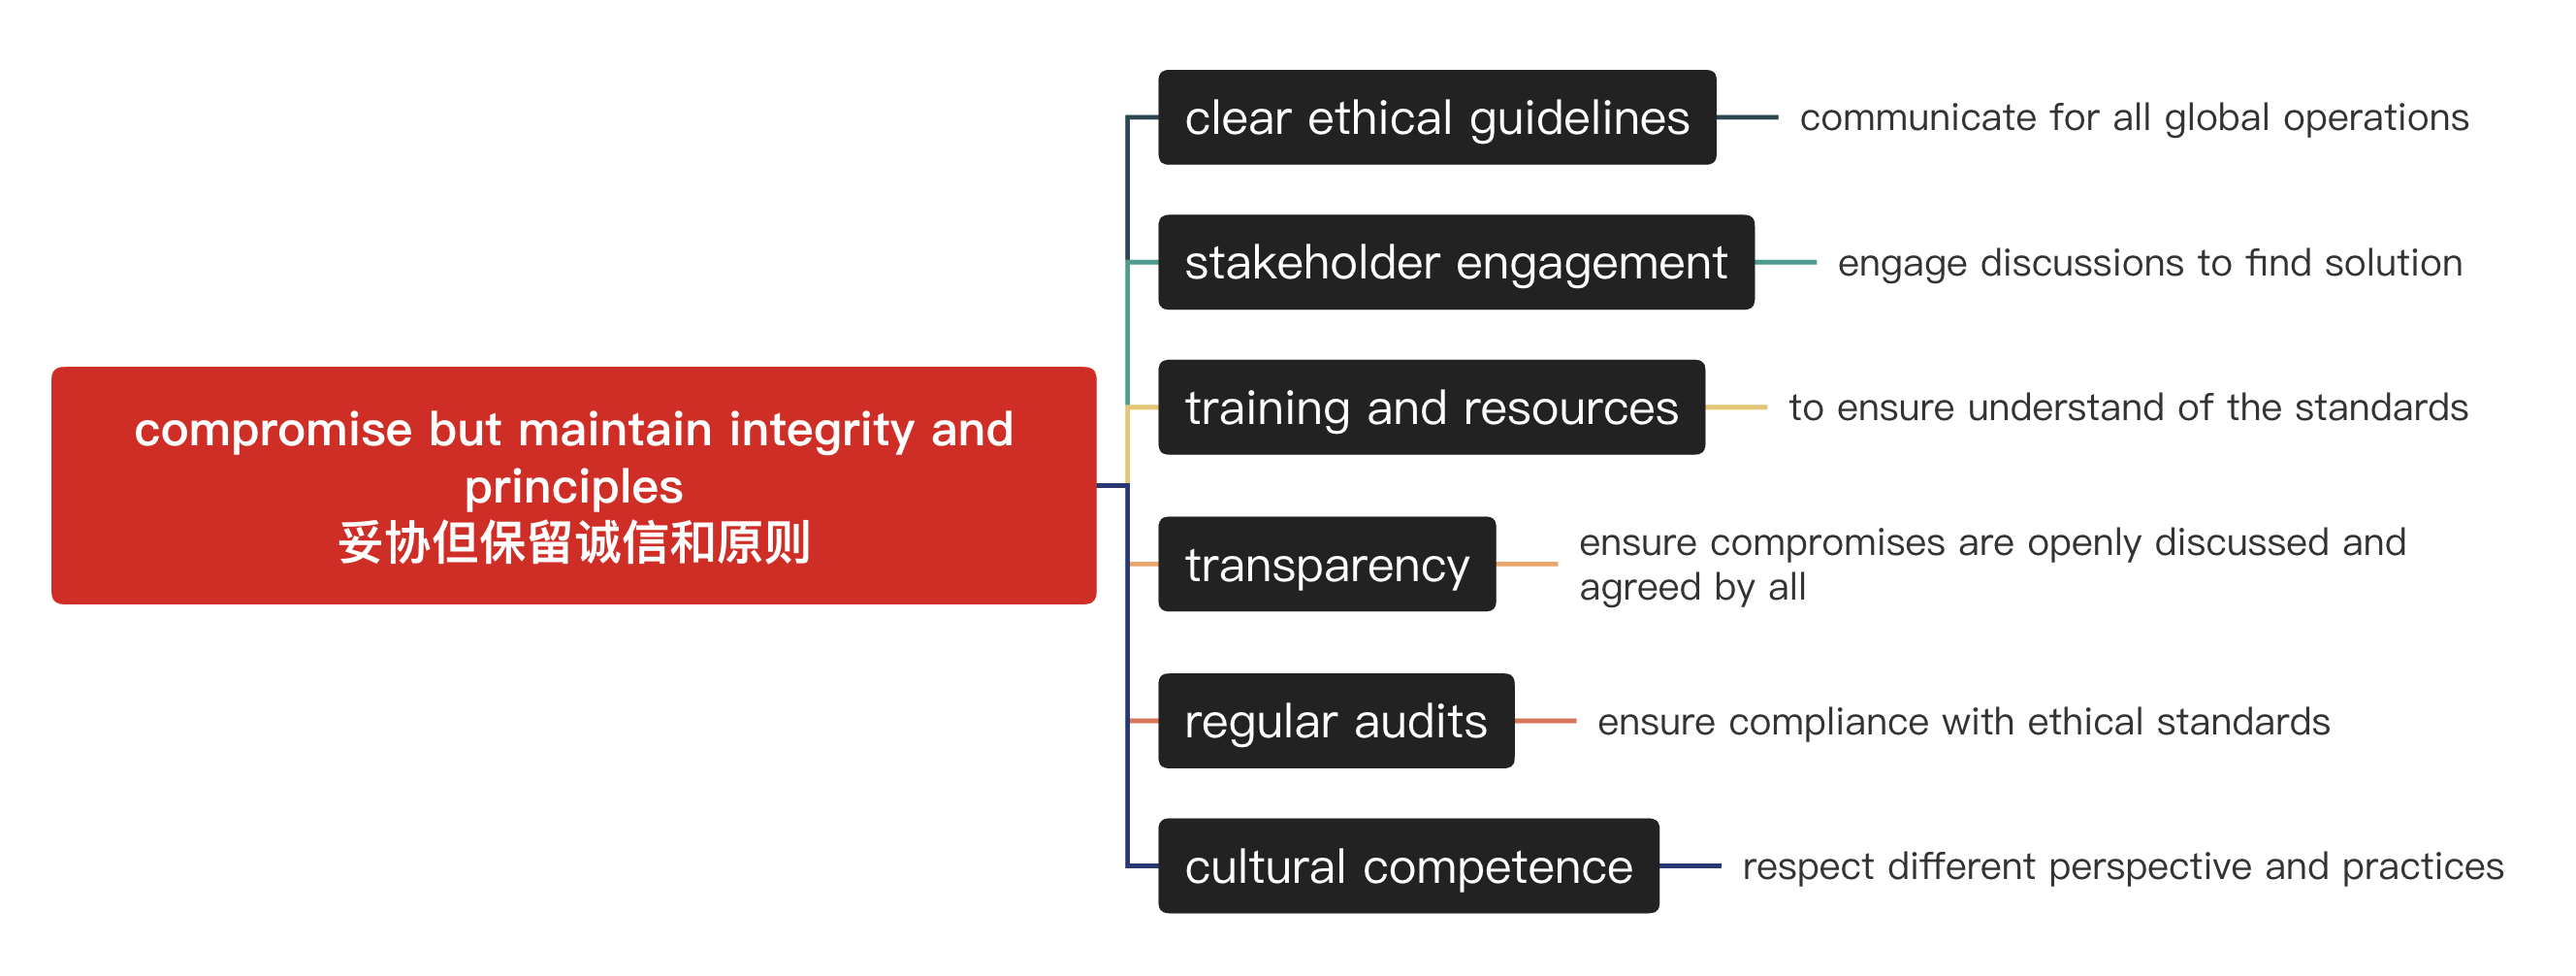 compromise but maintain integrity and
principles
妥协但保留诚信和原则
clear ethical guidelines
communicate for all global operations
stakeholder engagement
engage discussions to find solution
training and resources
to ensure understand of the standards
transparency
ensure compromises are openly discussed and
agreed by all
regular audits
ensure compliance with ethical standards
cultural competence
respect different perspective and practices